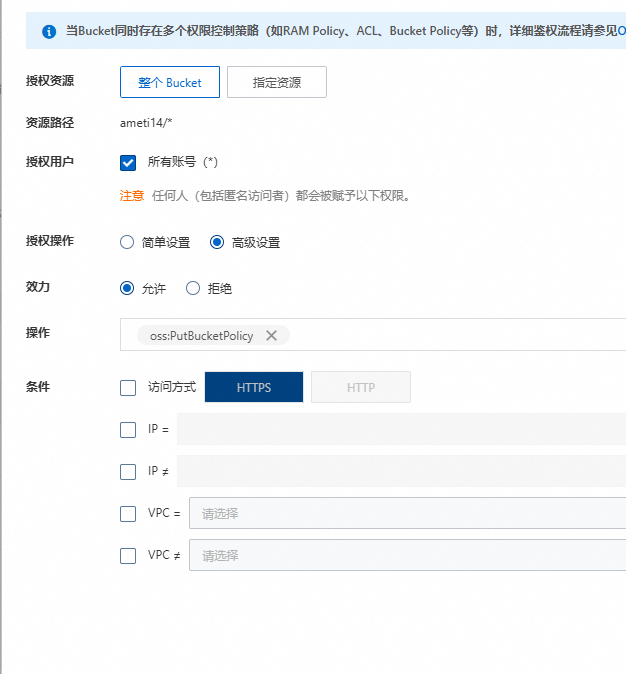 当Bucket同时存在多个权限控制策略（如RAM Policy、ACL、Bucket Policy等）时，详细鉴权流程请参见O
授权资源 整个 Bucket 指定资源
资源路径 ameti14/*
授权用户 所有账号（*）
注意 任何人（包括匿名访问者）都会被赋予以下权限。
授权操作 简单设置 高级设置
效力 允许 拒绝
操作 oss:PutBucketPolicy
条件 访问方式 HTTPS HTTP
IP =
IP ≠
VPC = 请选择
VPC ≠ 请选择